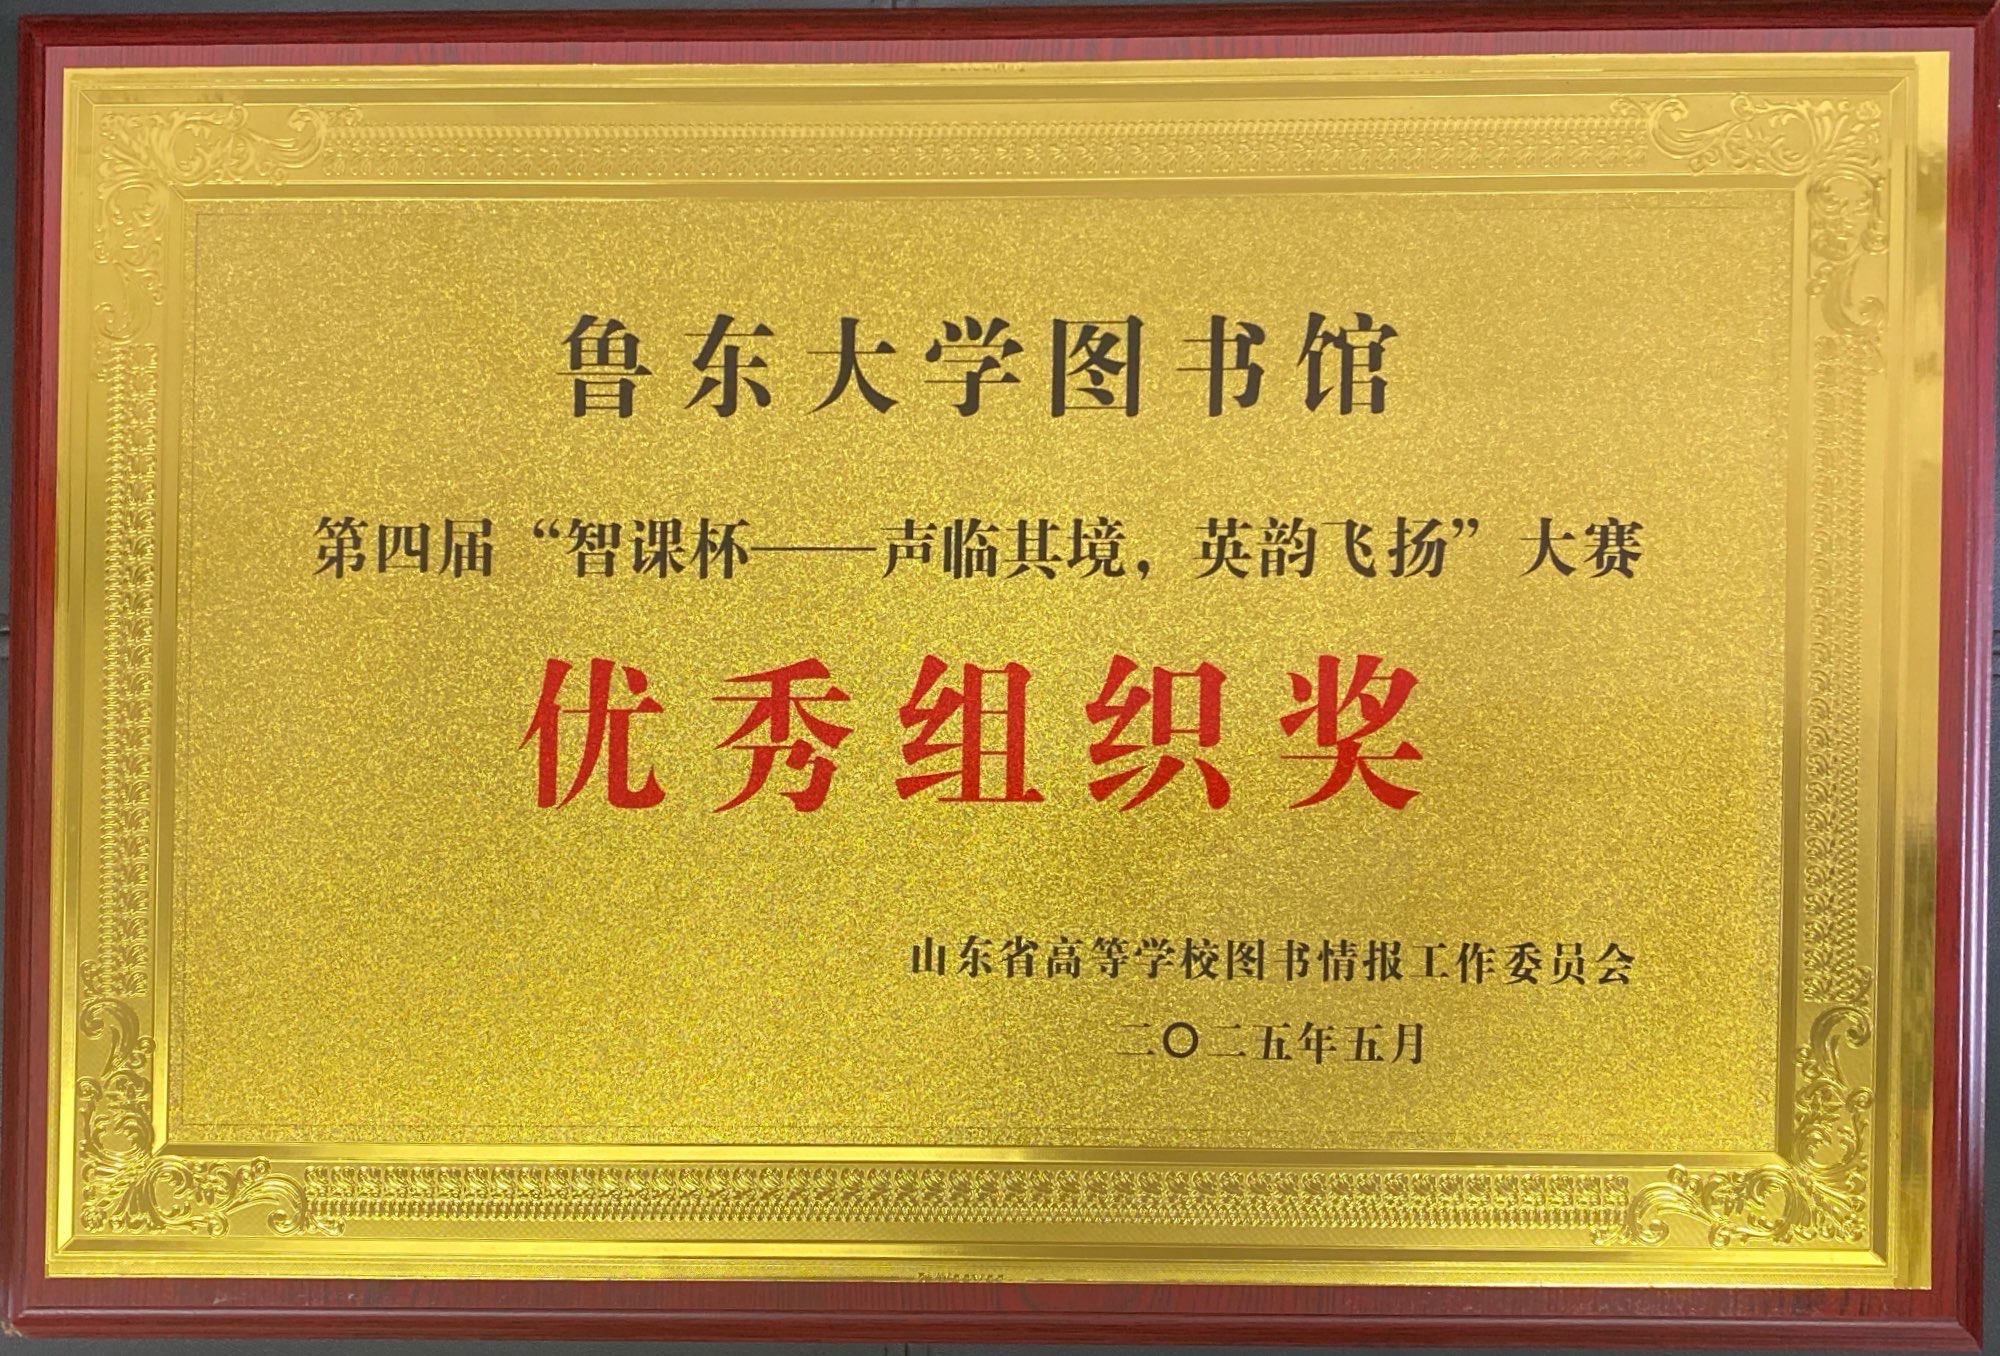 鲁东大学图书馆
第四届“智课杯——声临其境，英韵飞扬”大赛
优秀组织奖
山东省高等学校图书情报工作委员会
二〇二五年五月